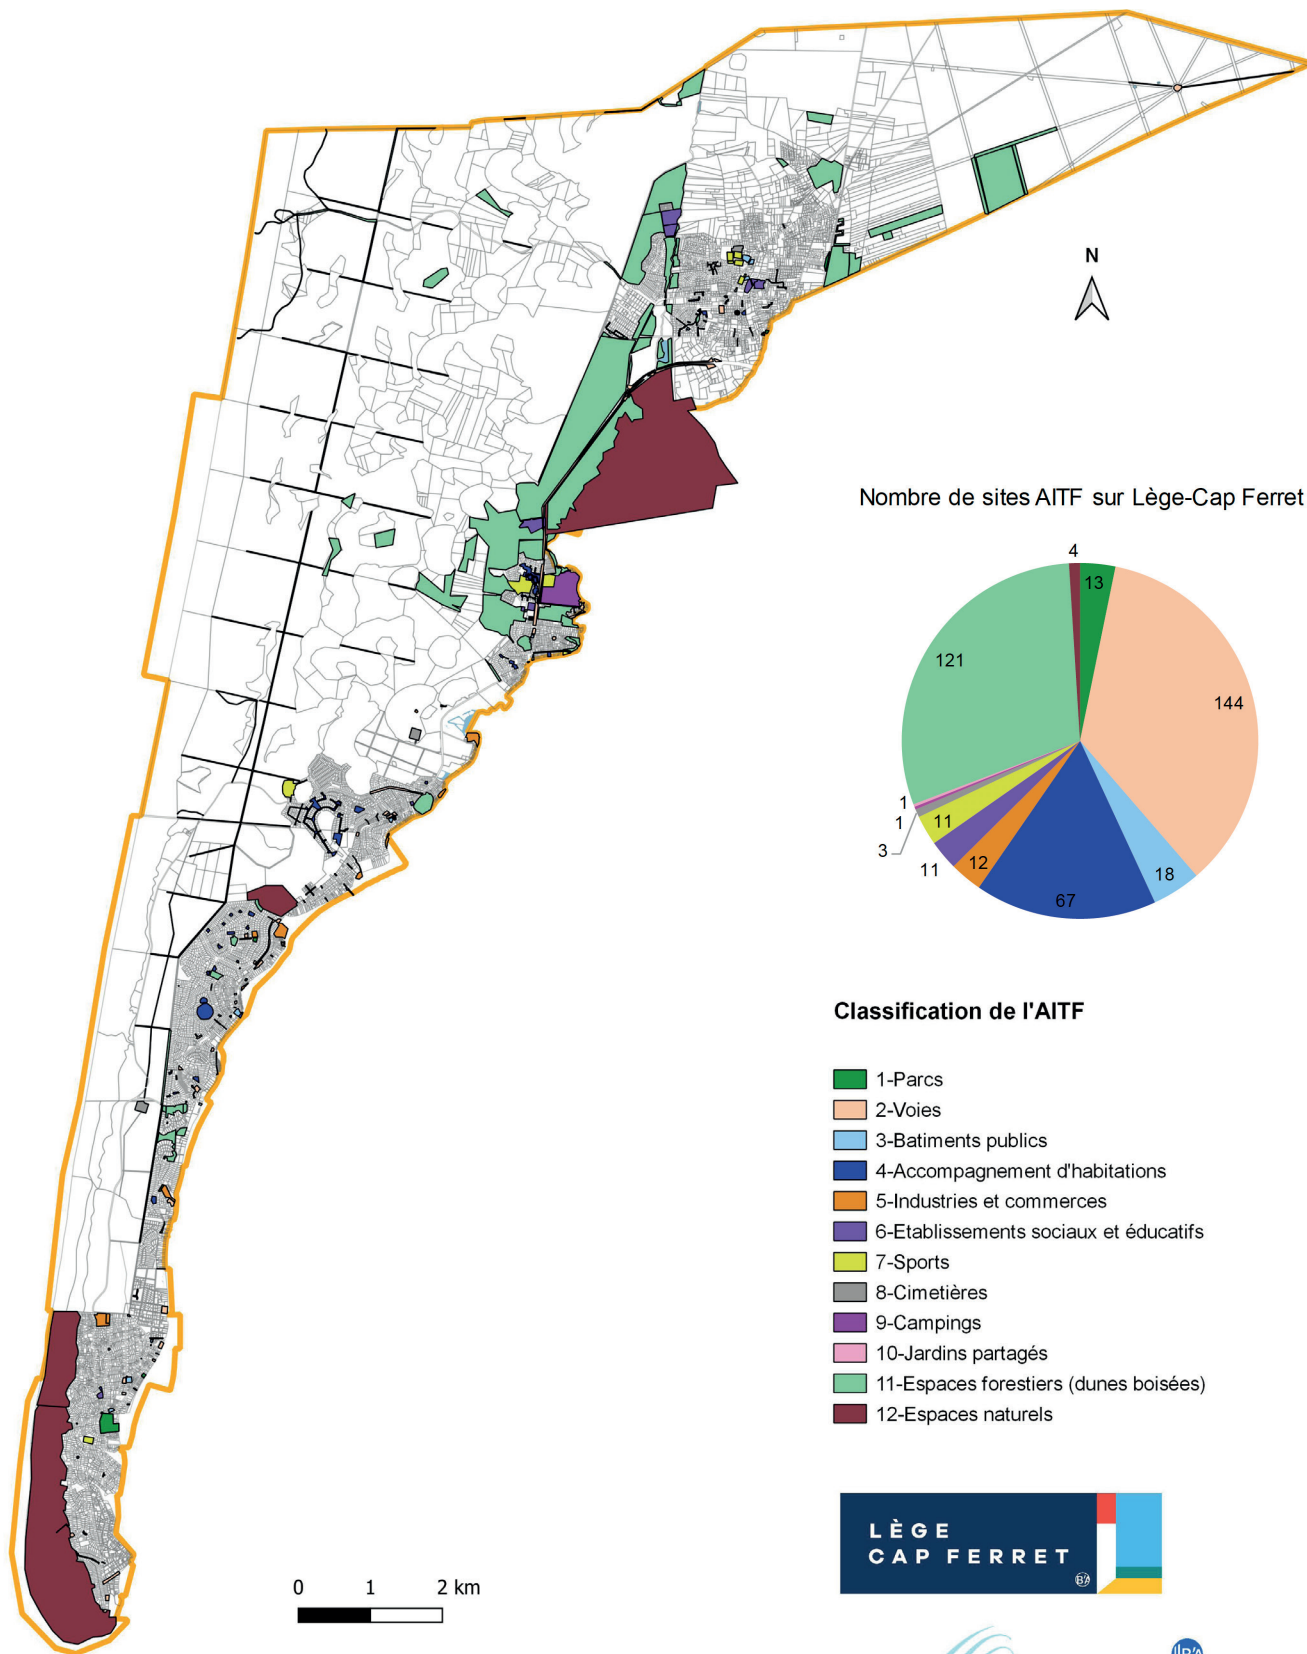 N
Nombre de sites AITF sur Lège-Cap Ferret
4
13
121
144
1
1
3
11
11
12
67
18
Classification de l'AITF
1-Parcs
2-Voies
3-Batiments publics
4-Accompagnement d'habitations
5-Industries et commerces
6-Etablissements sociaux et éducatifs
7-Sports
8-Cimetières
9-Campings
10-Jardins partagés
11-Espaces forestiers (dunes boisées)
12-Espaces naturels
LÈGE
CAP FERRET
B'A
0 1 2 km